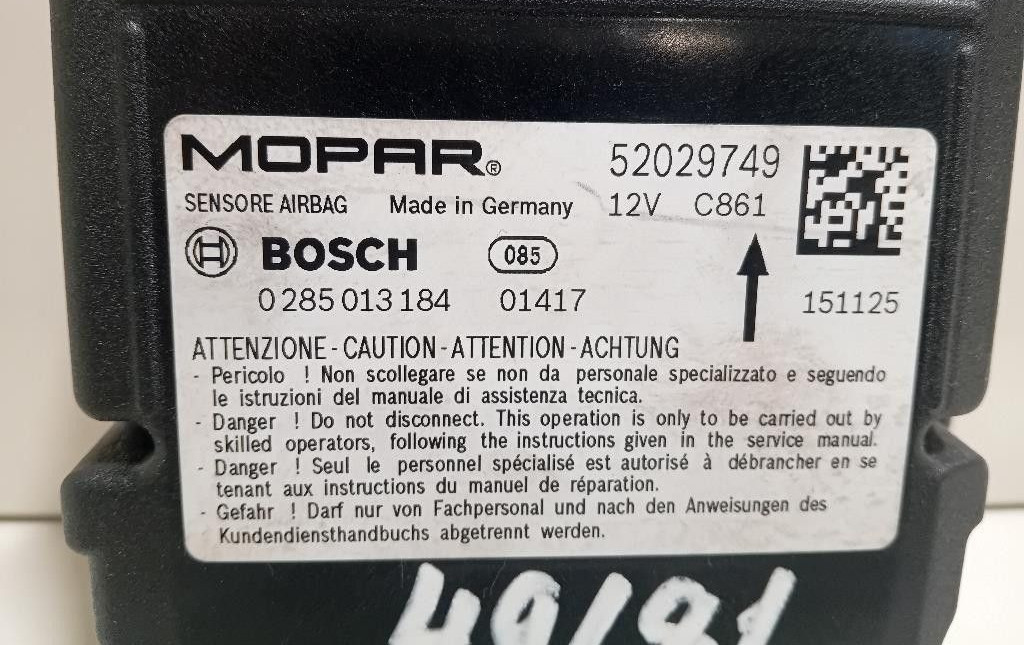 MOPAR® 52029749
SENSORE AIRBAG Made in Germany 12V C861
BOSCH 085
0 285 013 184 01417 151125
ATTENZIONE - CAUTION - ATTENTION - ACHTUNG
- Pericolo ! Non scollegare se non da personale specializzato e seguendo
le istruzioni del manuale di assistenza tecnica.
- Danger ! Do not disconnect. This operation is only to be carried out by
skilled operators, following the instructions given in the service manual.
- Danger ! Seul le personnel spécialisé est autorisé à débrancher en se
tenant aux instructions du manuel de réparation.
- Gefahr ! Darf nur von Fachpersonal und nach den Anweisungen des
Kundendiensthandbuchs abgetrennt werden.